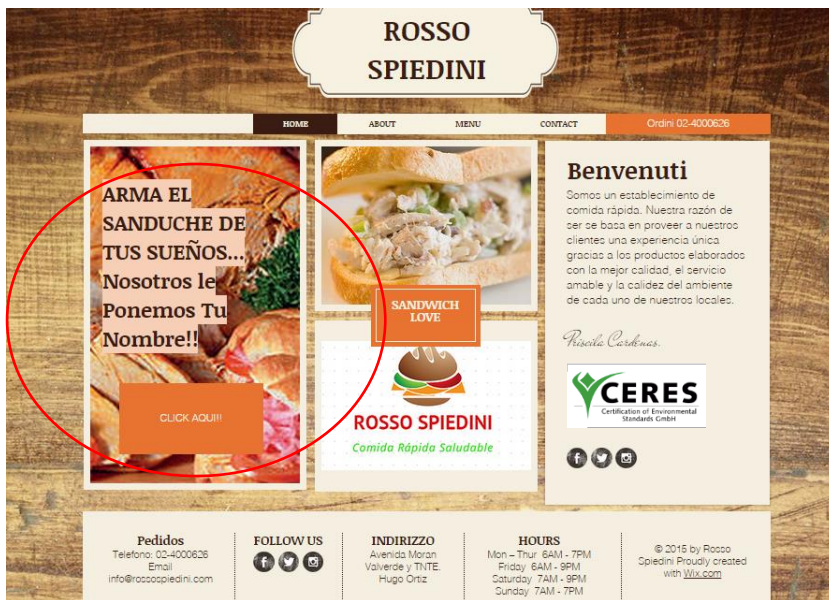 ROSSO
SPIEDINI
HOME
ABOUT
MENU
CONTACT
Ordini 02-4000626
ARMA EL
SANDUCHE DE
TUS SUEÑOS...
Nosotros le
Ponemos Tu
Nombre!!
CLICK AQUI!!!
SANDWICH
LOVE
ROSSO SPIEDINI
Comida Rápida Saludable
Benvenuti
Somos un establecimiento de
comida rápida. Nuestra razón de
ser se basa en proveer a nuestros
clientes una experiencia única
gracias a los productos elaborados
con la mejor calidad, el servicio
amable y la calidez del ambiente
de cada uno de nuestros locales.
Priscila Cardenas.
CERES
Certification of Environmental
Standards GmbH
Pedidos
Telefono: 02-4000626
Email
info@rossospiedini.com
FOLLOW US
INDIRIZZO
Avenida Moran
Valverde y TNTE.
Hugo Ortiz
HOURS
Mon – Thur 6AM - 7PM
Friday 6AM - 9PM
Saturday 7AM - 9PM
Sunday 7AM - 7PM
© 2015 by Rosso
Spiedini Proudly created
with Wix.com